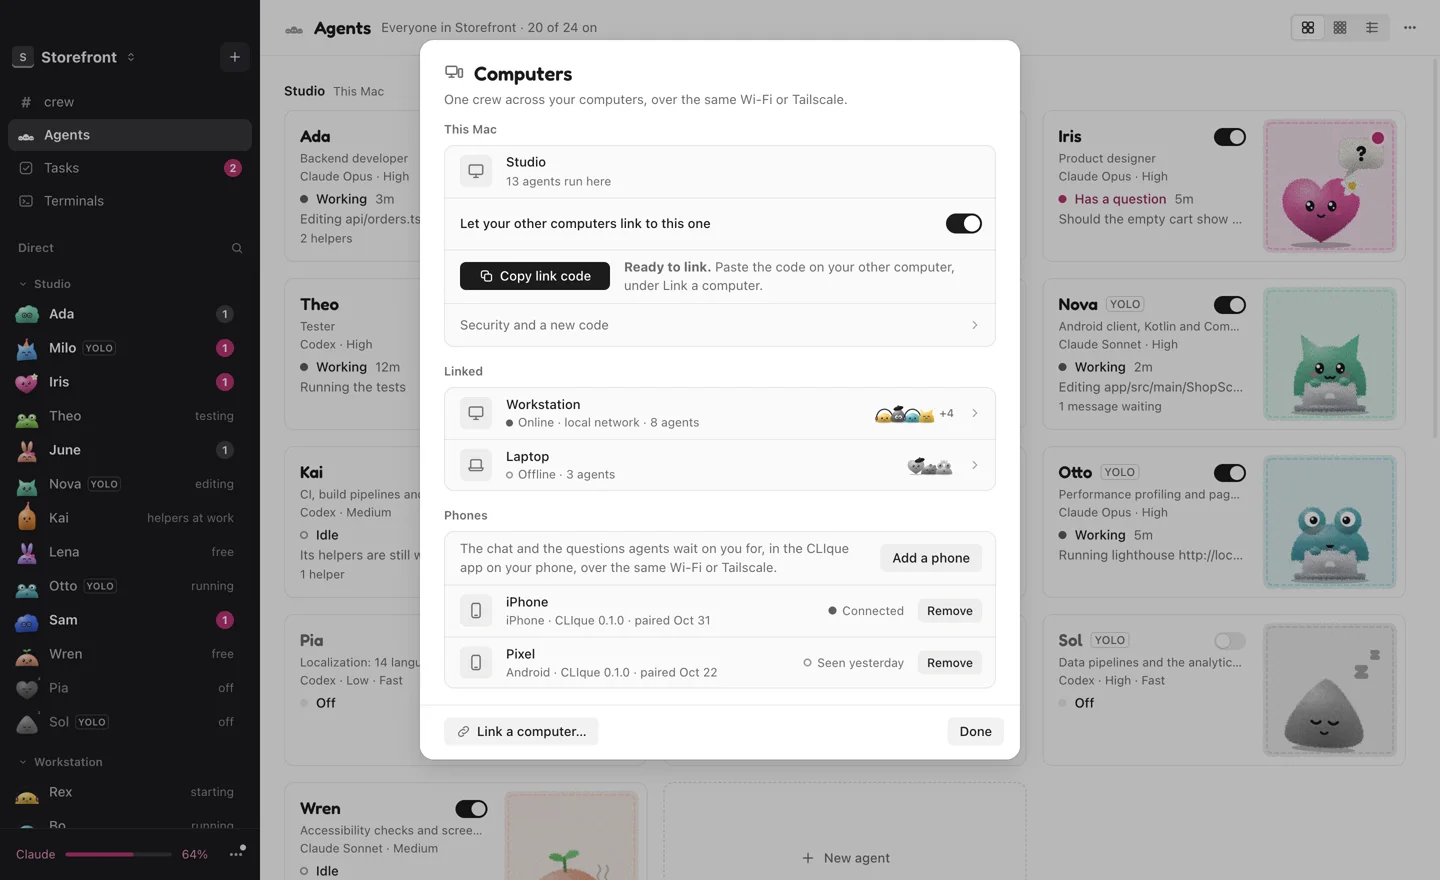 S Storefront
# crew
Agents
Tasks 2
Terminals
Direct
Studio
Ada 1
Milo YOLO 1
Iris 1
Theo testing
June 1
Nova YOLO editing
Kai helpers at work
Lena free
Otto YOLO running
Sam 1
Wren free
Pia off
Sol YOLO off
Workstation
Rex starting
Bo running
Claude 64%
Agents Everyone in Storefront · 20 of 24 on
Studio This Mac
Ada
Backend developer
Claude Opus · High
Working 3m
Editing api/orders.ts
2 helpers
Theo
Tester
Codex · High
Working 12m
Running the tests
Kai
CI, build pipelines and
Codex · Medium
Idle
Its helpers are still
1 helper
Pia
Localization: 14
Codex · Low · Fast
Off
Wren
Accessibility checks and scree...
Claude Sonnet · Medium
Idle
Computers
One crew across your computers, over the same Wi-Fi or Tailscale.
This Mac
Studio
13 agents run here
Let your other computers link to this one
Copy link code
Ready to link. Paste the code on your other computer,
under Link a computer.
Security and a new code
Linked
Workstation
Online · local network · 8 agents
+4
Laptop
Offline · 3 agents
Phones
The chat and the questions agents wait on you for, in the CLIque
app on your phone, over the same Wi-Fi or Tailscale.
Add a phone
iPhone
iPhone · CLIque 0.1.0 · paired Oct 31
Connected
Remove
Pixel
Android · CLIque 0.1.0 · paired Oct 22
Seen yesterday
Remove
Link a computer...
Done
New agent
Iris
Product designer
Claude Opus · High
Has a question 5m
Should the empty cart show ...
?
Nova YOLO
Android client, Kotlin and Com...
Claude Sonnet · High
Working 2m
Editing app/src/main/ShopSc...
1 message waiting
Otto YOLO
Performance profiling and pag...
Claude Opus · High
Working 5m
Running lighthouse http://loc...
Sol YOLO
Data pipelines and the analytic...
Codex · High · Fast
Off